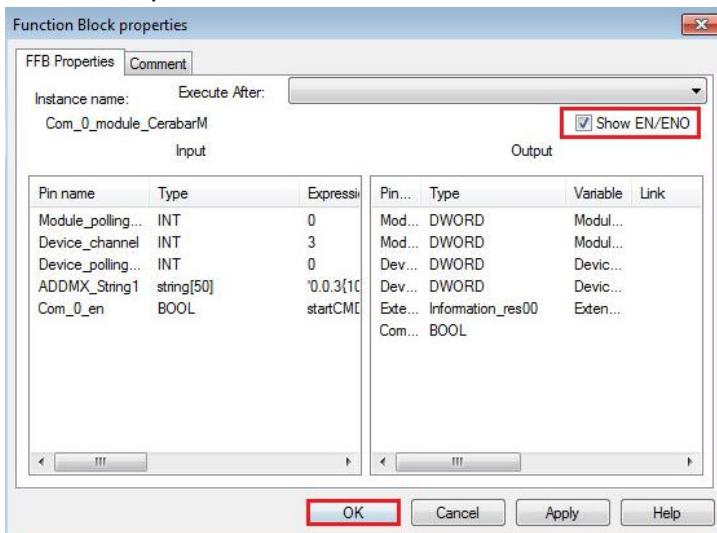 Function Block properties
FFB Properties Comment
Instance name: Execute After:
Com_0_module_CerabarM Show EN/ENO
Input Output
Pin name Type Expressi Pin... Type Variable Link
Module_polling... INT 0 Mod... DWORD Modul...
Device_channel INT 3 Mod... DWORD Modul...
Device_polling... INT 0 Dev... DWORD Devic...
ADDMX_String1 string[50] '0.0.3{10 Dev... DWORD Devic...
Com_0_en BOOL startCMD Exte... Information_res00 Exten...
Com... BOOL
OK Cancel Apply Help